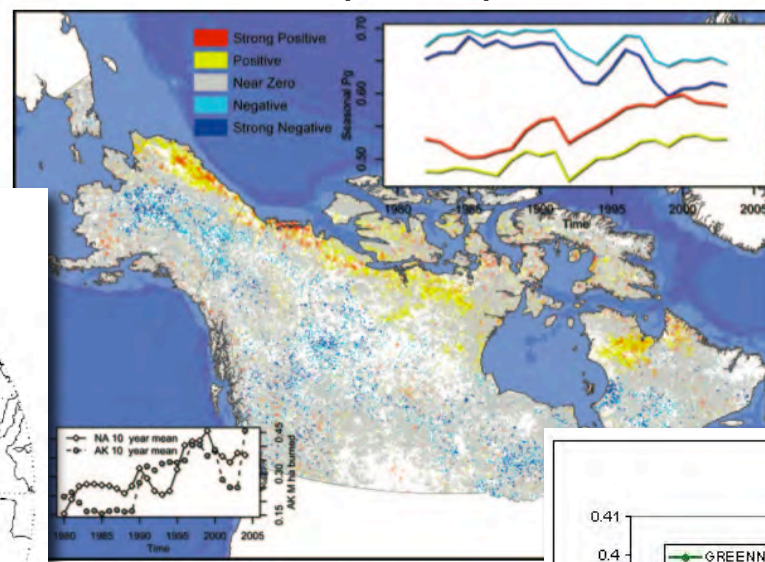 Strong Positive
Positive
Near Zero
Negative
Strong Negative
Seasonal Pg
0.70
0.60
0.50
1980
1985
1990
1995
2000
2005
Time
NA 10 year mean
AK 10 year mean
0.45
0.30
0.15
AK M ha burned
1980
1985
1990
1995
2000
2005
Time
0.41
0.4
GREENN